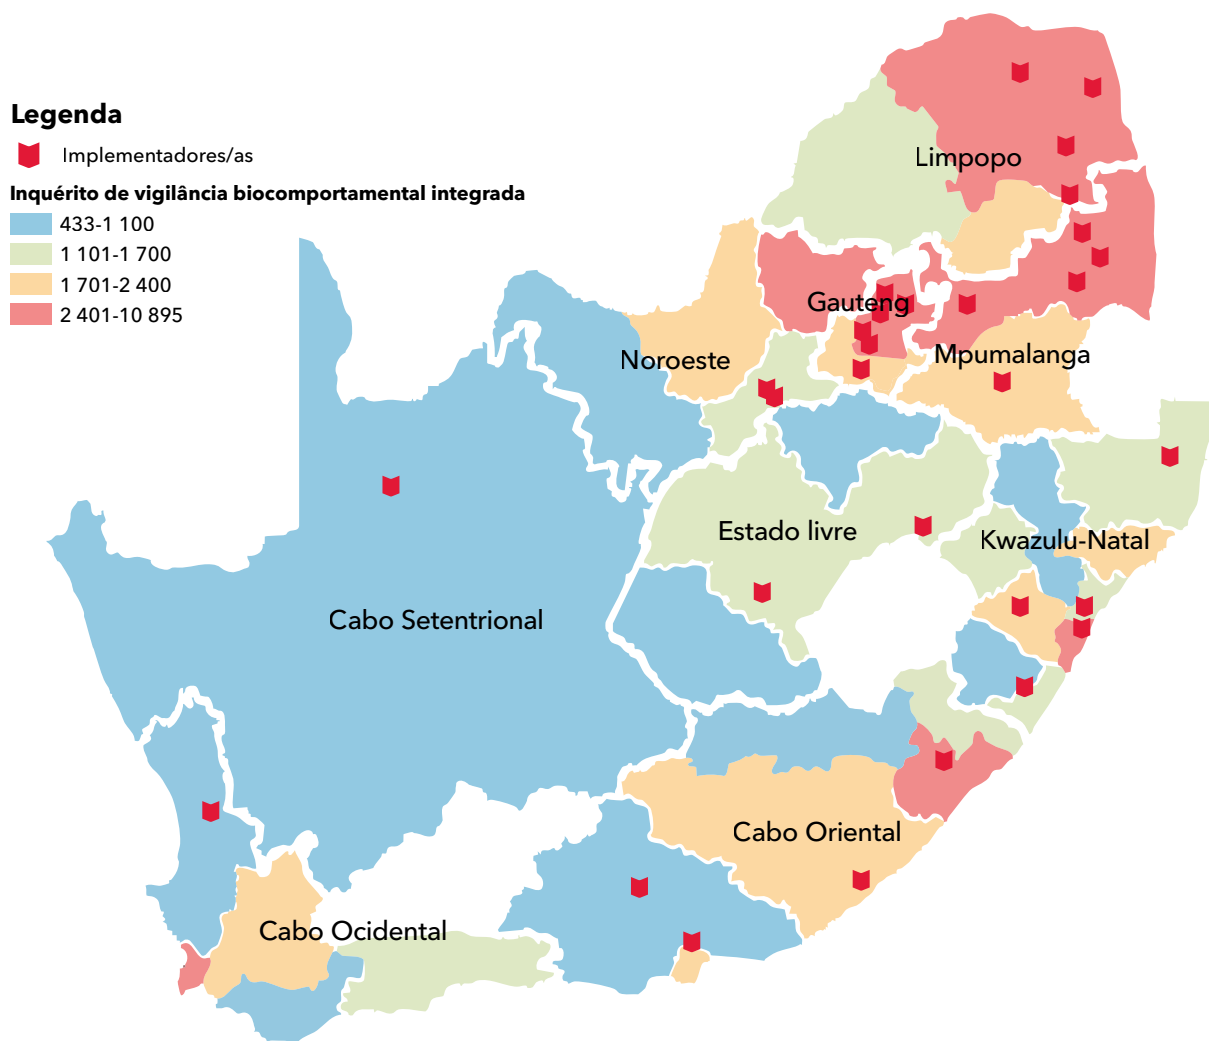 Legenda
Implementadores/as
Inquérito de vigilância biocomportamental integrada
433-1 100
1 101-1 700
1 701-2 400
2 401-10 895
Limpopo
Gauteng
Noroeste
Mpumalanga
Estado livre
Kwazulu-Natal
Cabo Setentrional
Cabo Oriental
Cabo Ocidental